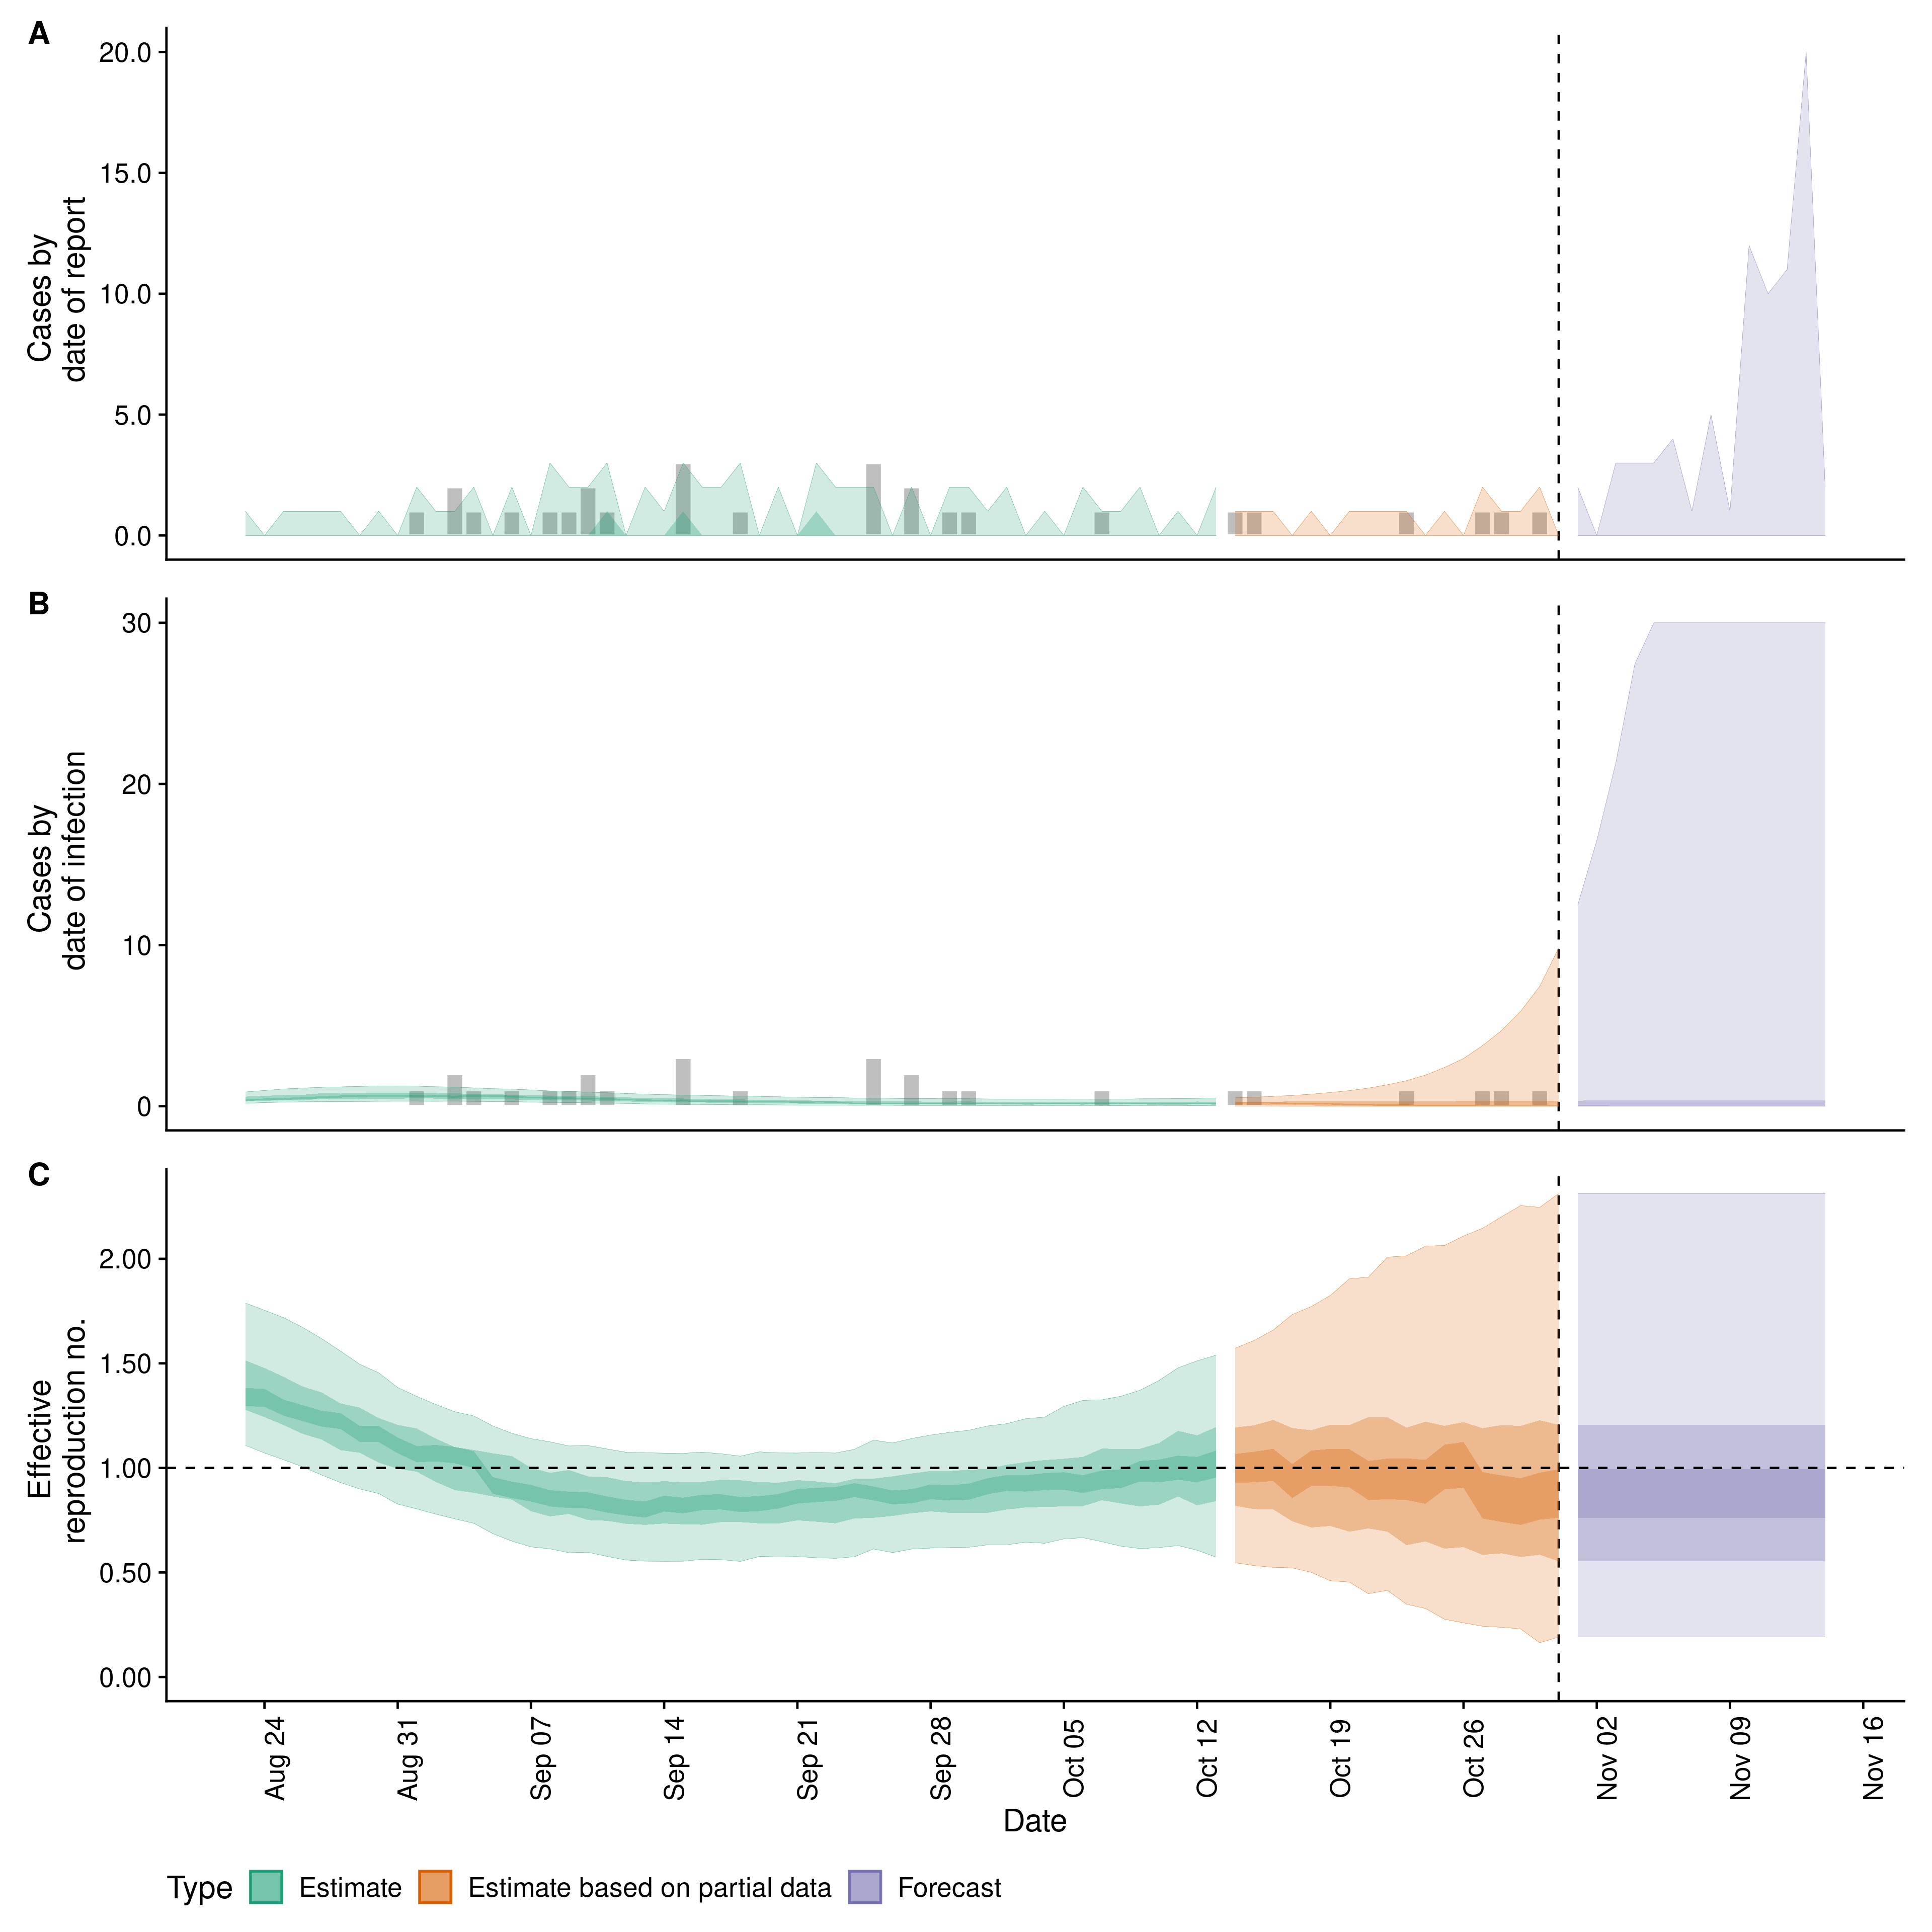 A
20.0
15.0
10.0
5.0
0.0
Cases by
date of report
B
30
20
10
0
Cases by
date of infection
C
2.00
1.50
1.00
0.50
0.00
Effective
reproduction no.
Aug 24
Aug 31
Sep 07
Sep 14
Sep 21
Sep 28
Oct 05
Oct 12
Oct 19
Oct 26
Nov 02
Nov 09
Nov 16
Date
Type Estimate Estimate based on partial data Forecast